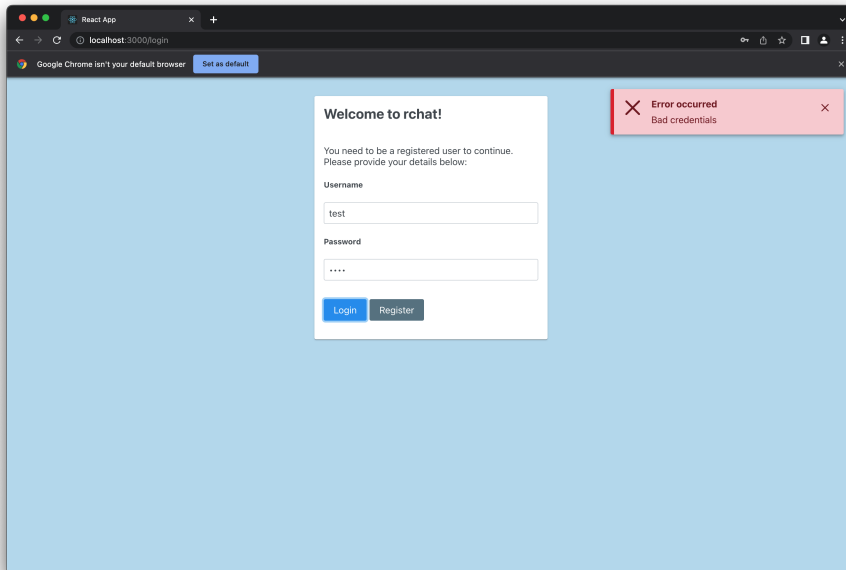 React App
localhost:3000/login
Google Chrome isn't your default browser
Set as default
Welcome to rchat!
You need to be a registered user to continue.
Please provide your details below:
Username
test
Password
Login
Register
Error occurred
Bad credentials